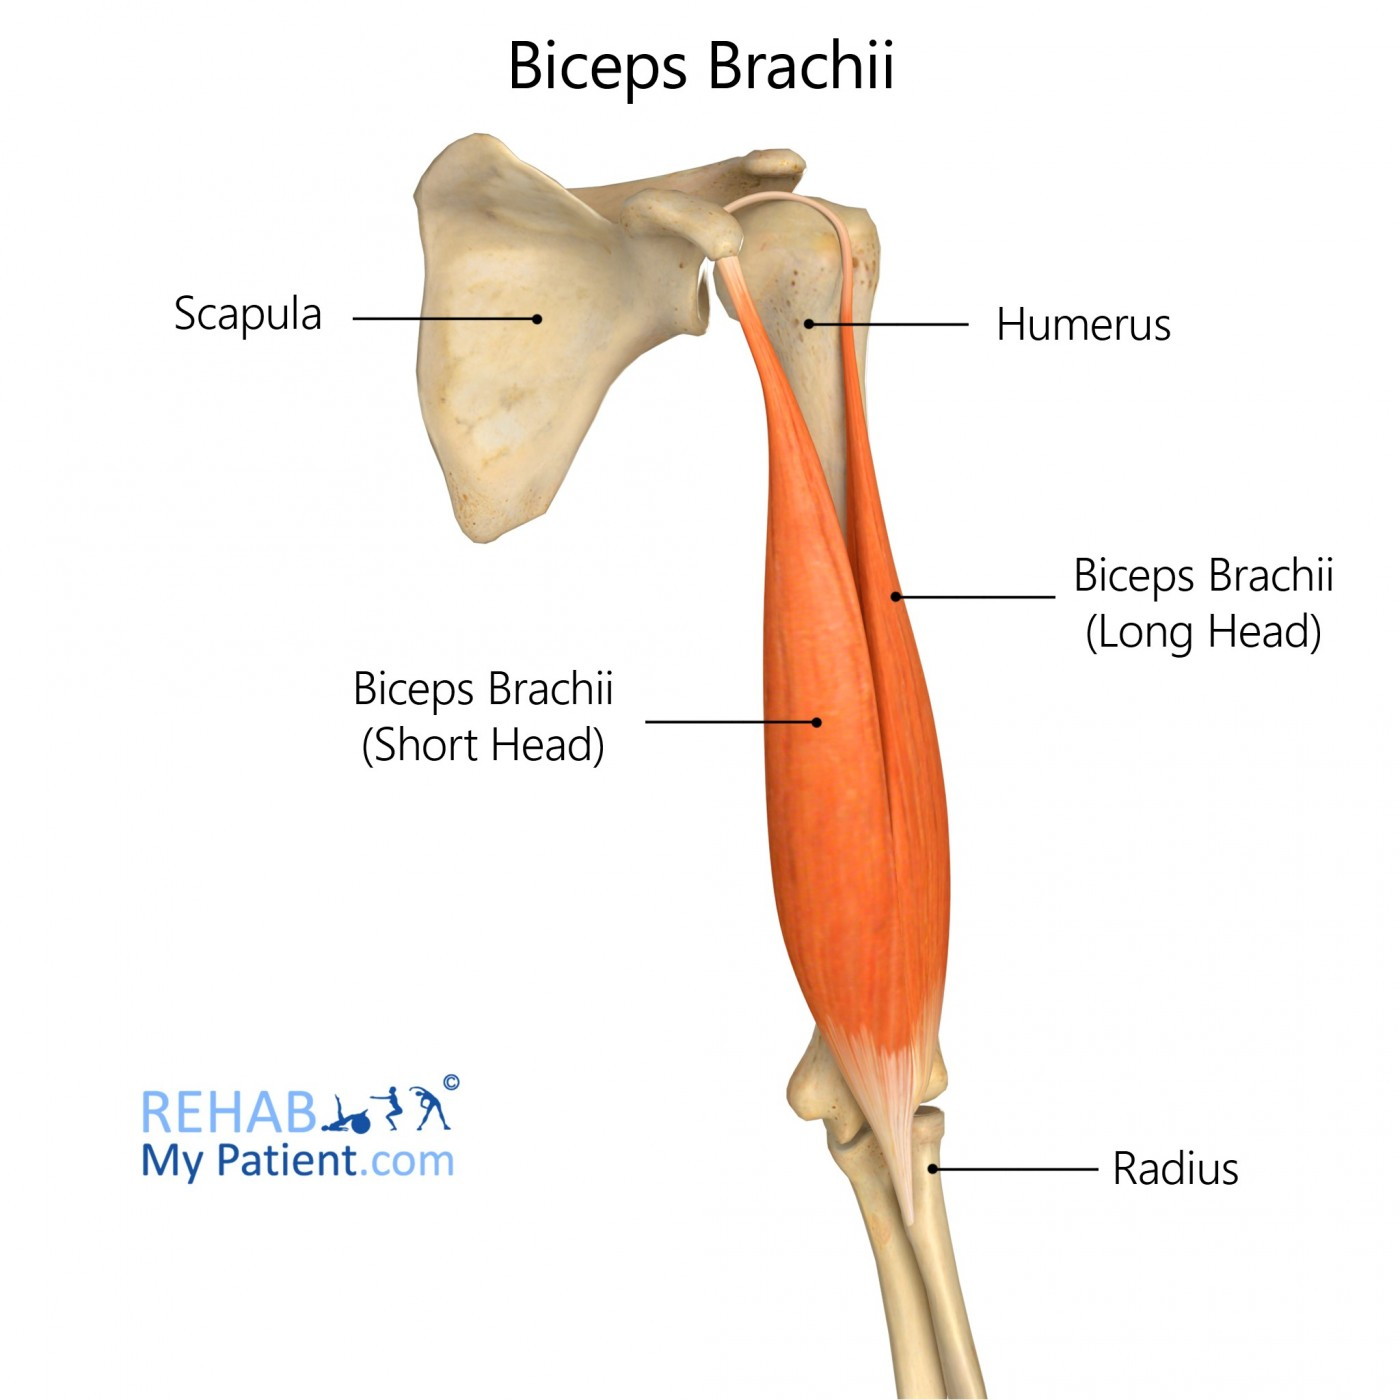 Biceps Brachii
Scapula
Humerus
Biceps Brachii
(Long Head)
Biceps Brachii
(Short Head)
REHAB ©
My Patient.com
Radius